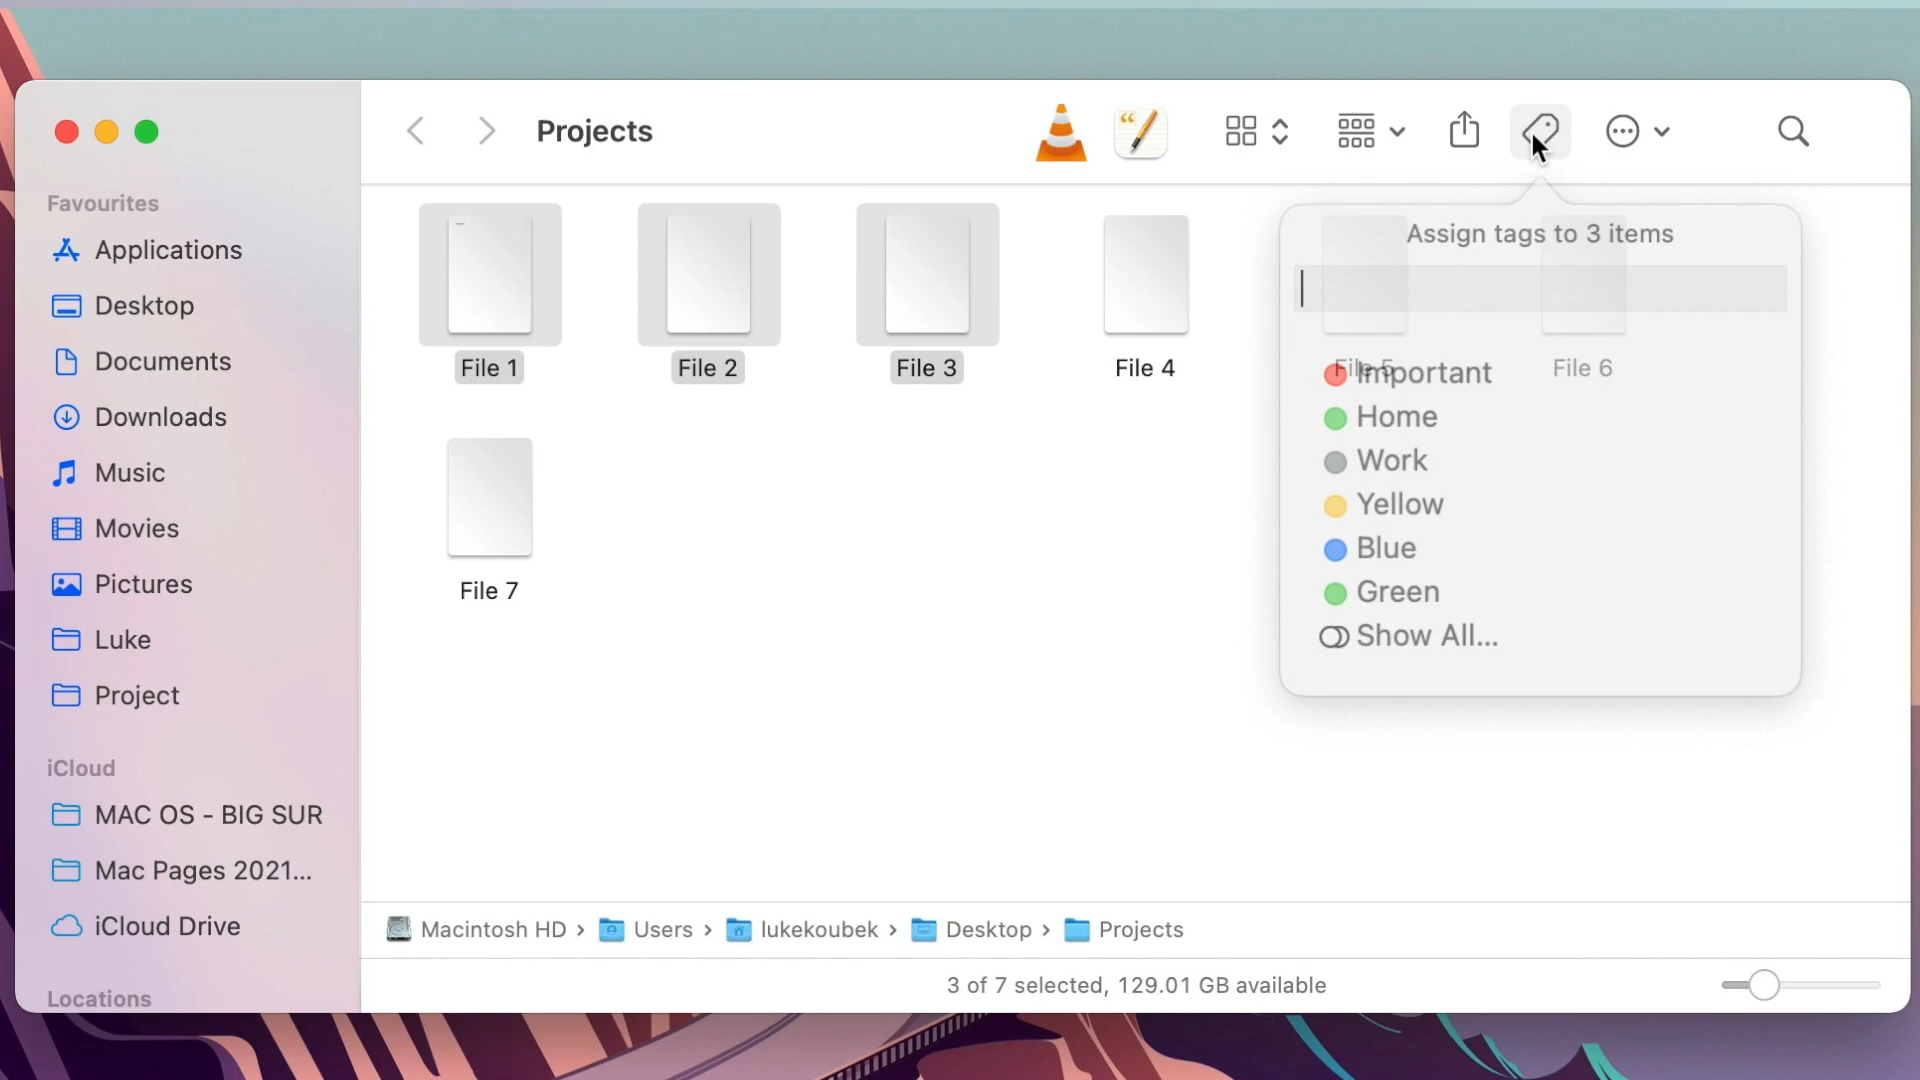 Projects
Favourites
Applications
Desktop
Documents
Downloads
Music
Movies
Pictures
Luke
Project
iCloud
MAC OS - BIG SUR
Mac Pages 2021...
iCloud Drive
Locations
File 1
File 2
File 3
File 4
File 5
File 6
File 7
Assign tags to 3 items
Important
Home
Work
Yellow
Blue
Green
Show All...
Macintosh HD › Users › lukekoubek › Desktop › Projects
3 of 7 selected, 129.01 GB available